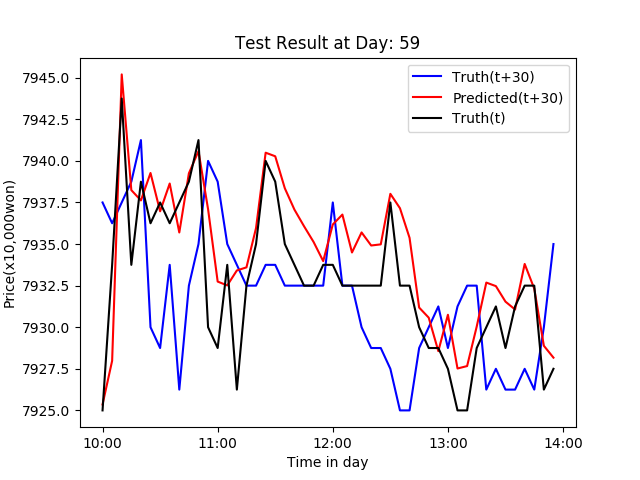 Test Result at Day: 59
Truth(t+30)
Predicted(t+30)
Truth(t)
Price(x10,000won)
7945.0
7942.5
7940.0
7937.5
7935.0
7932.5
7930.0
7927.5
7925.0
10:00 11:00 12:00 13:00 14:00
Time in day